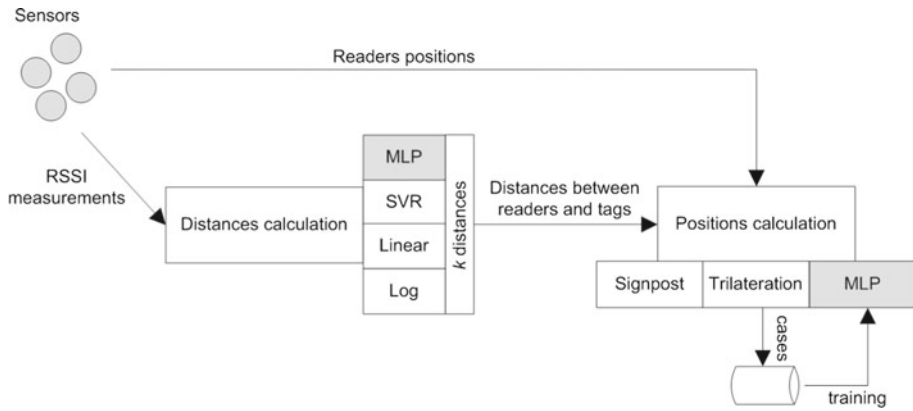 Sensors
Readers positions
RSSI
measurements
Distances calculation
MLP
SVR
Linear
Log
k distances
Distances between
readers and tags
Positions calculation
Signpost
Trilateration
MLP
cases
training